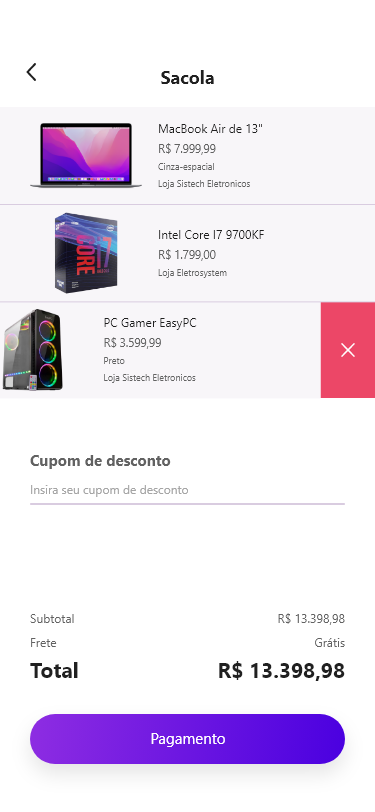 Sacola
MacBook Air de 13"
R$ 7.999,99
Cinza-espacial
Loja Sistech Eletronicos
CORE i7
Intel Core I7 9700KF
R$ 1.799,00
Loja Eletrosystem
PC Gamer EasyPC
R$ 3.599,99
Preto
Loja Sistech Eletronicos
Cupom de desconto
Insira seu cupom de desconto
Subtotal R$ 13.398,98
Frete Grátis
Total R$ 13.398,98
Pagamento